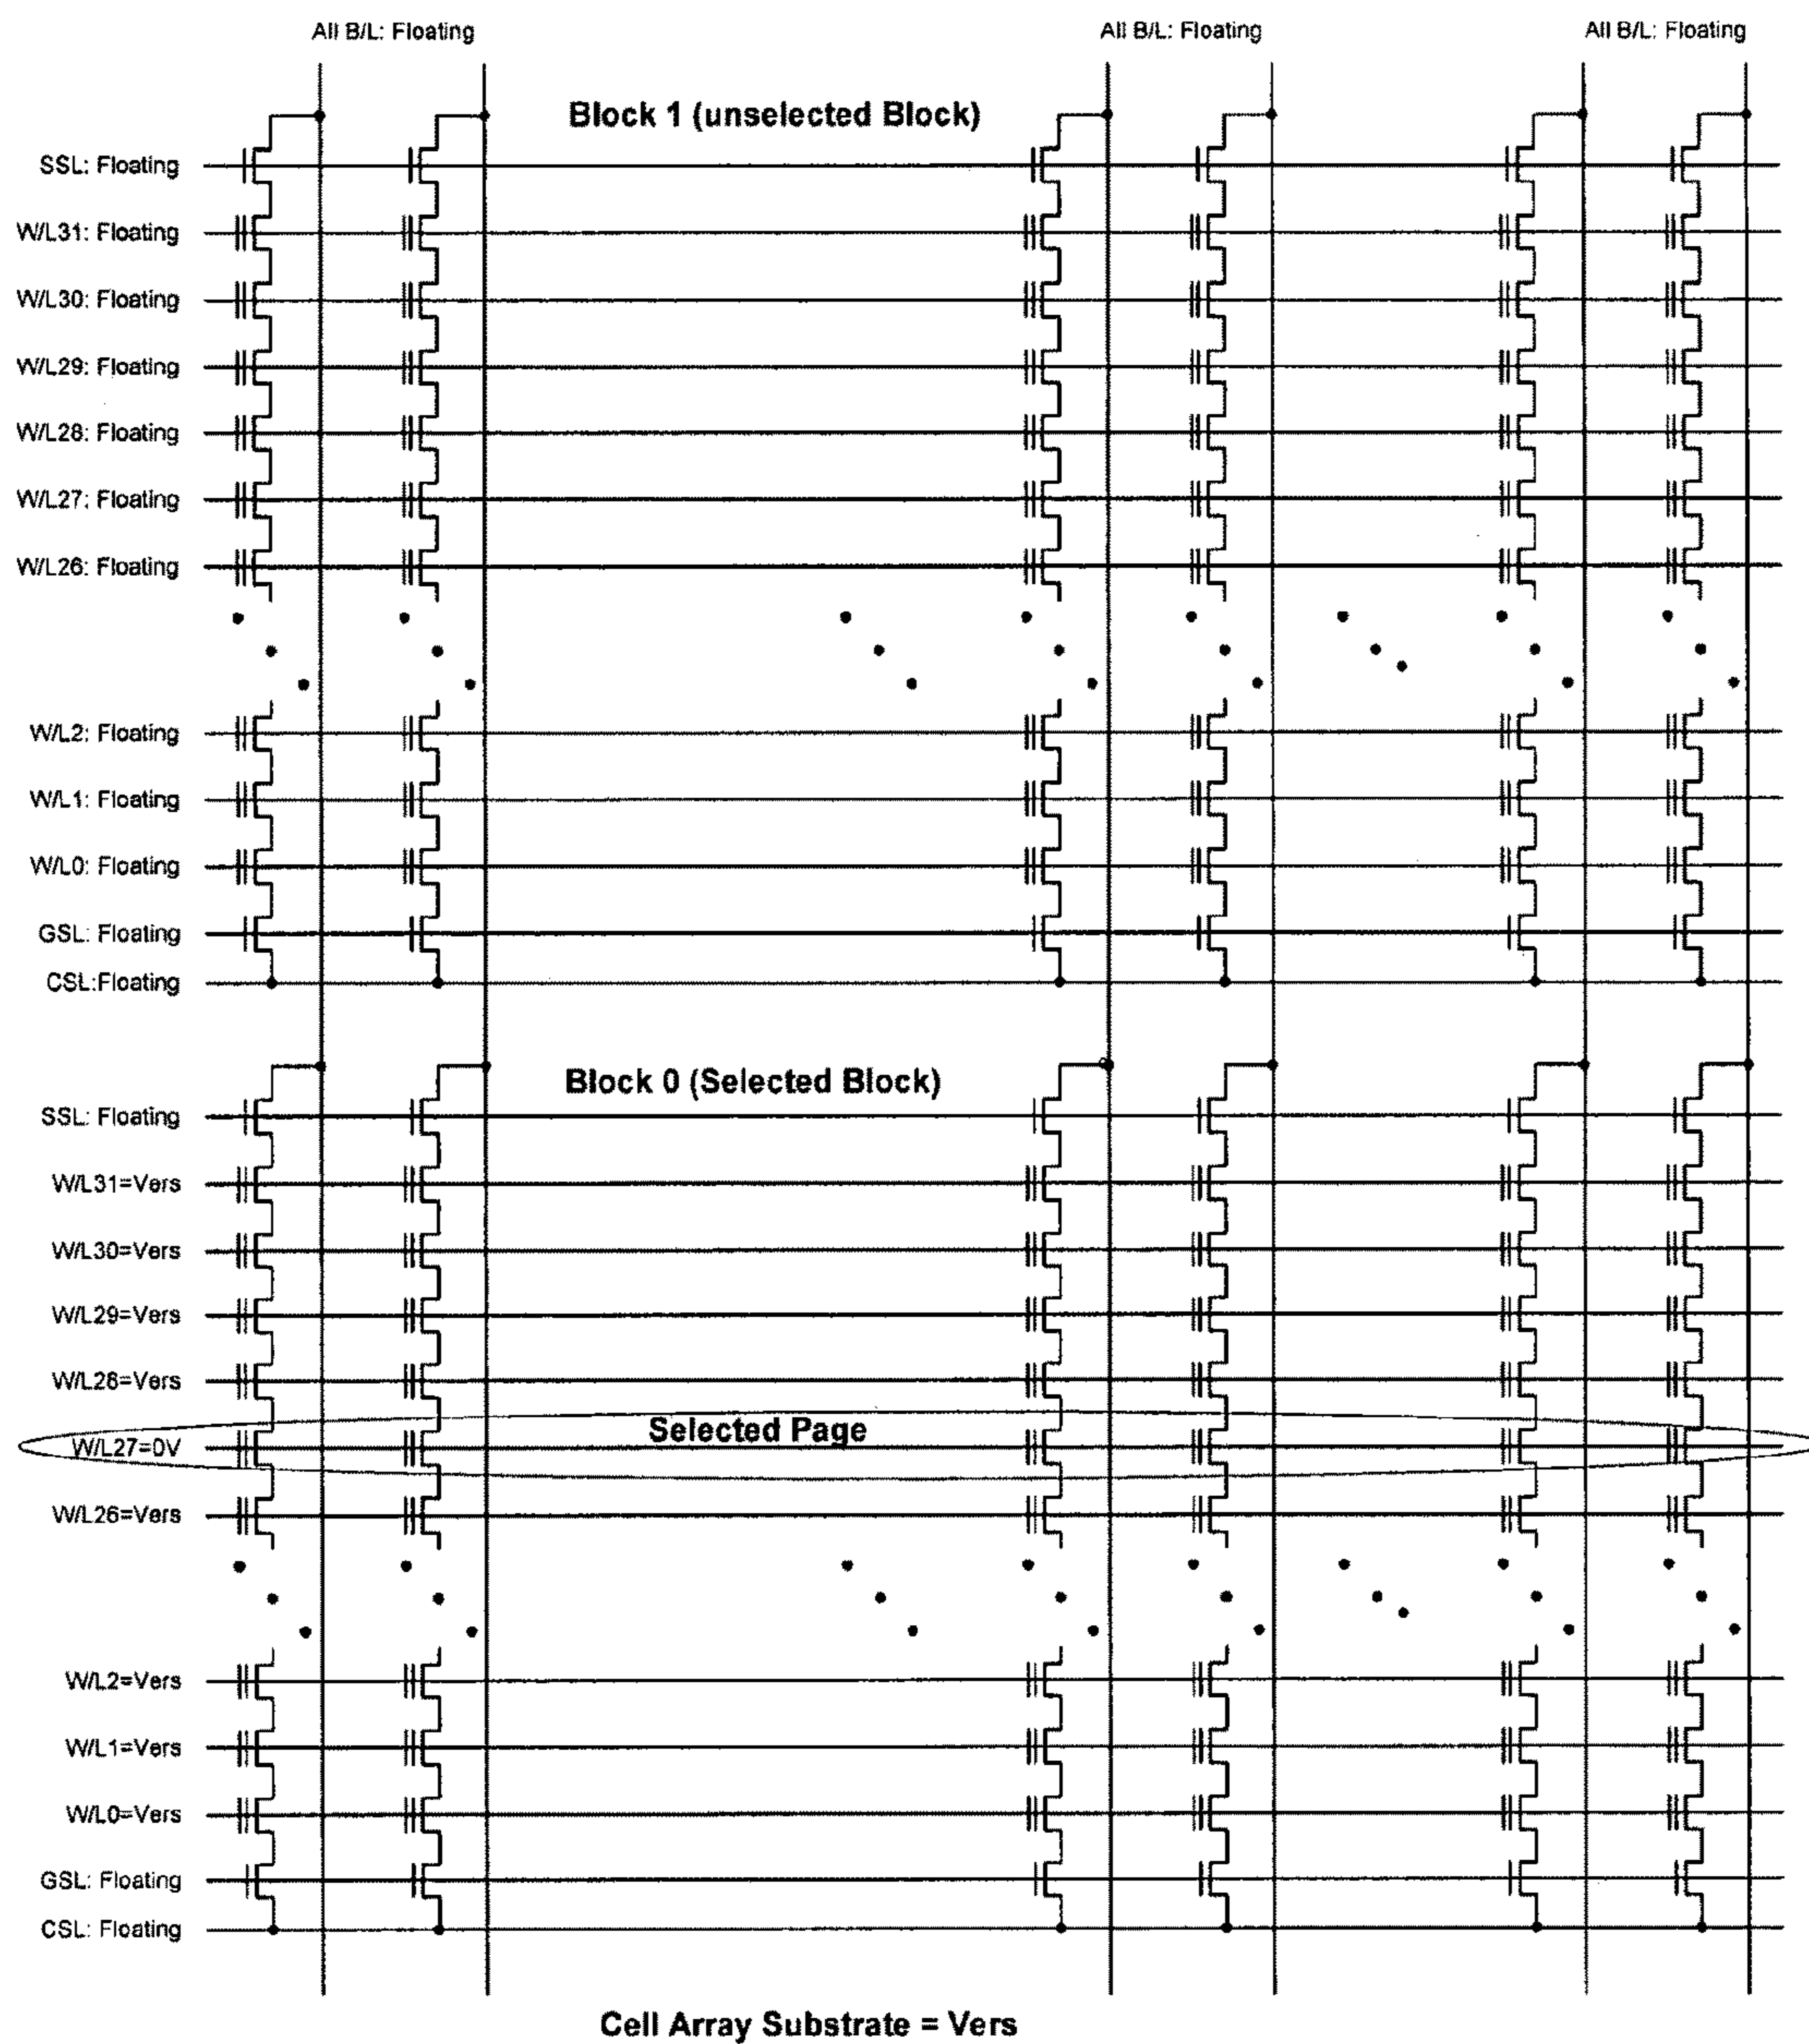 All B/L: Floating All B/L: Floating All B/L: Floating
Block 1 (unselected Block)
SSL: Floating
W/L31: Floating
W/L30: Floating
W/L29: Floating
W/L28: Floating
W/L27: Floating
W/L26: Floating
W/L2: Floating
W/L1: Floating
W/L0: Floating
GSL: Floating
CSL:Floating
Block 0 (Selected Block)
SSL: Floating
W/L31=Vers
W/L30=Vers
W/L29=Vers
W/L28=Vers
Selected Page
W/L27=0V
W/L26=Vers
W/L2=Vers
W/L1=Vers
W/L0=Vers
GSL: Floating
CSL: Floating
Cell Array Substrate = Vers